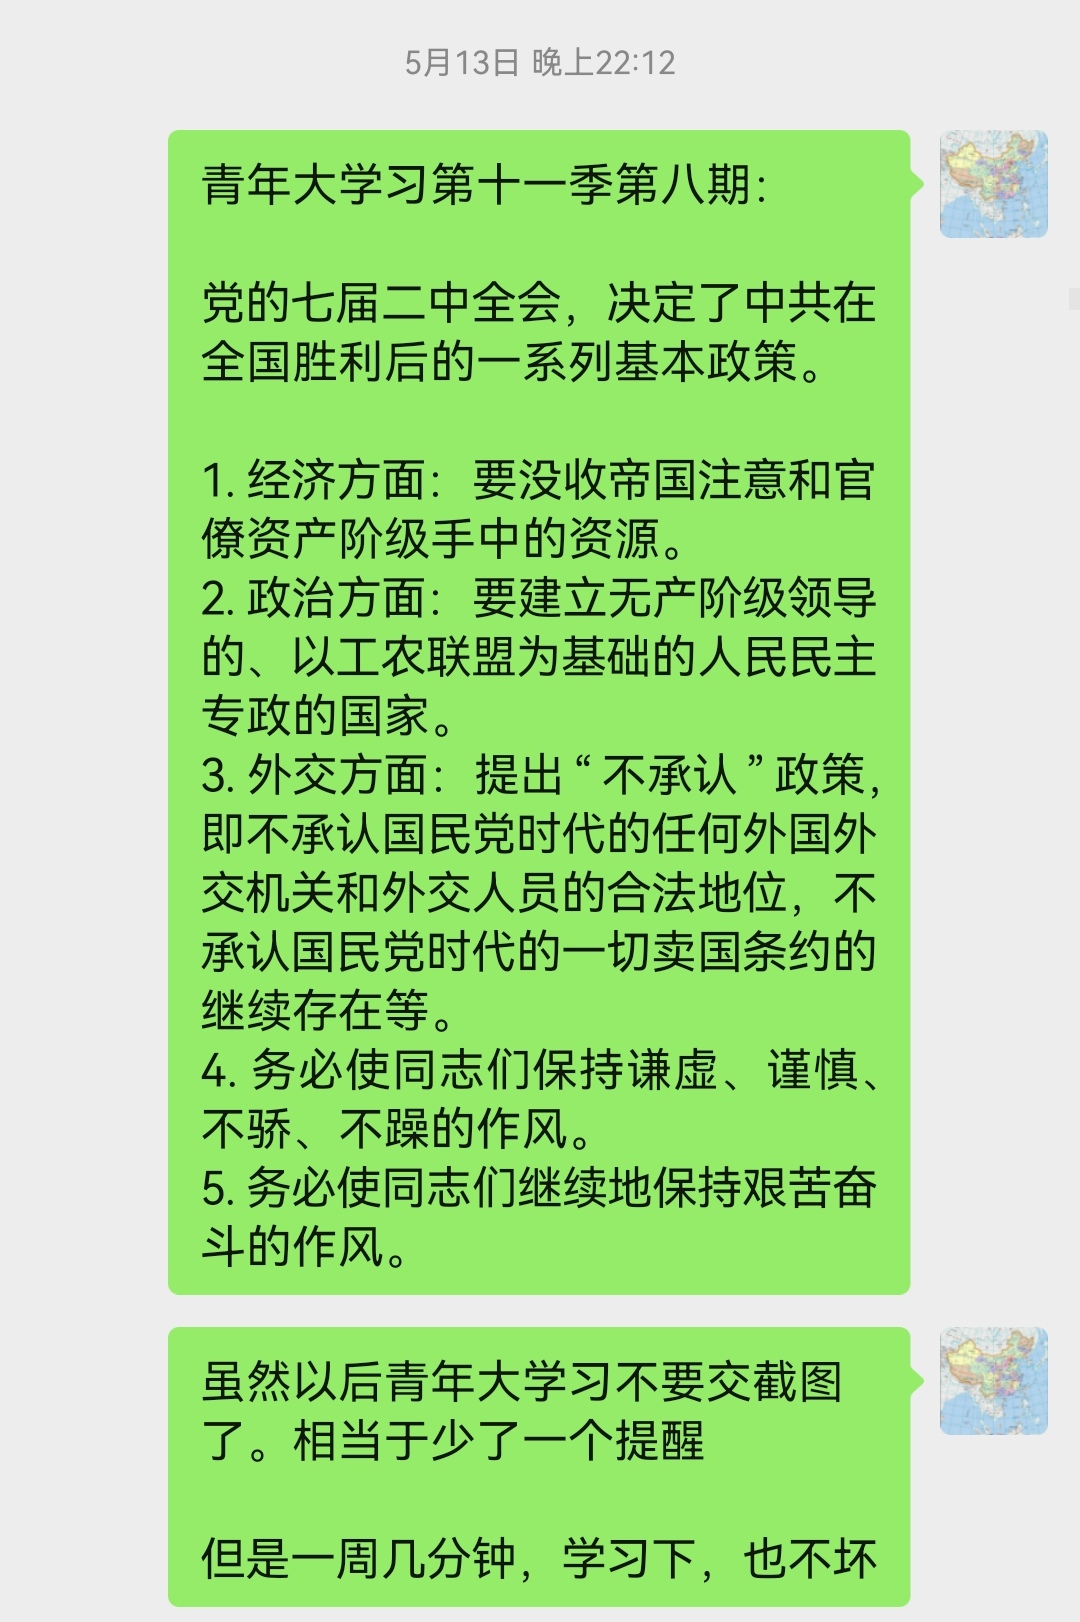 5月13日 晚上22:12
青年大学习第十一季第八期：
党的七届二中全会，决定了中共在
全国胜利后的一系列基本政策。
1. 经济方面：要没收帝国注意和官
僚资产阶级手中的资源。
2. 政治方面：要建立无产阶级领导
的、以工农联盟为基础的人民民主
专政的国家。
3. 外交方面：提出“不承认”政策，
即不承认国民党时代的任何外国外
交机关和外交人员的合法地位，不
承认国民党时代的一切卖国条约的
继续存在等。
4. 务必使同志们保持谦虚、谨慎、
不骄、不躁的作风。
5. 务必使同志们继续地保持艰苦奋
斗的作风。
虽然以后青年大学习不要交截图
了。相当于少了一个提醒
但是一周几分钟，学习下，也不坏